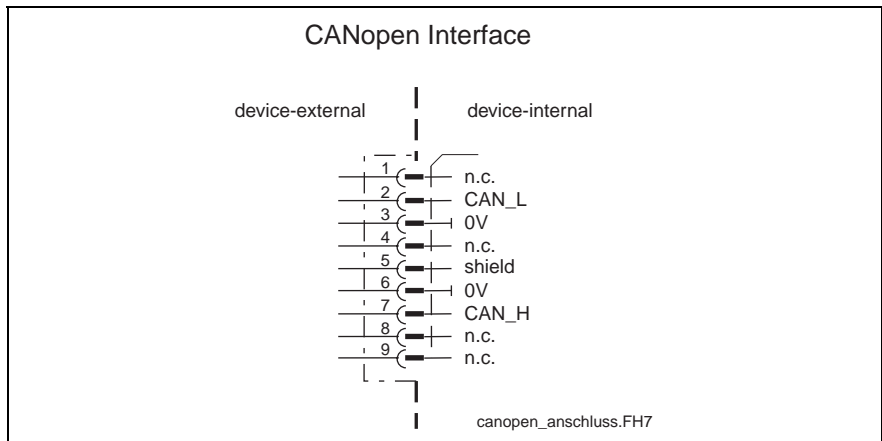 CANopen Interface
device-external device-internal
1 n.c.
2 CAN_L
3 0V
4 n.c.
5 shield
6 0V
7 CAN_H
8 n.c.
9 n.c.
canopen_anschluss.FH7